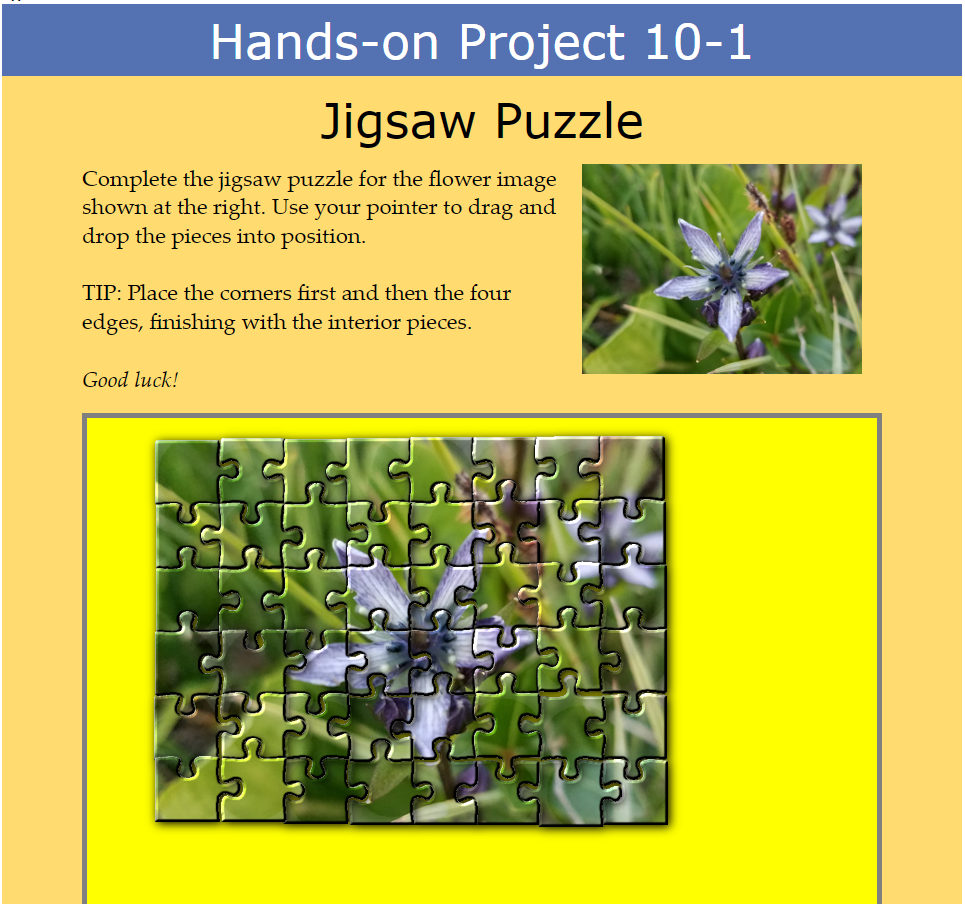 Hands-on Project 10-1
Jigsaw Puzzle
Complete the jigsaw puzzle for the flower image
shown at the right. Use your pointer to drag and
drop the pieces into position.
TIP: Place the corners first and then the four
edges, finishing with the interior pieces.
Good luck!